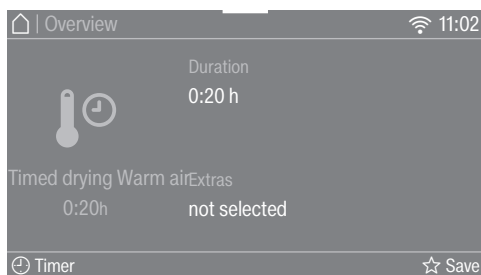 | Overview
11:02
Duration
0:20 h
Timed drying Warm air
0:20h
Extras
not selected
Timer
Save